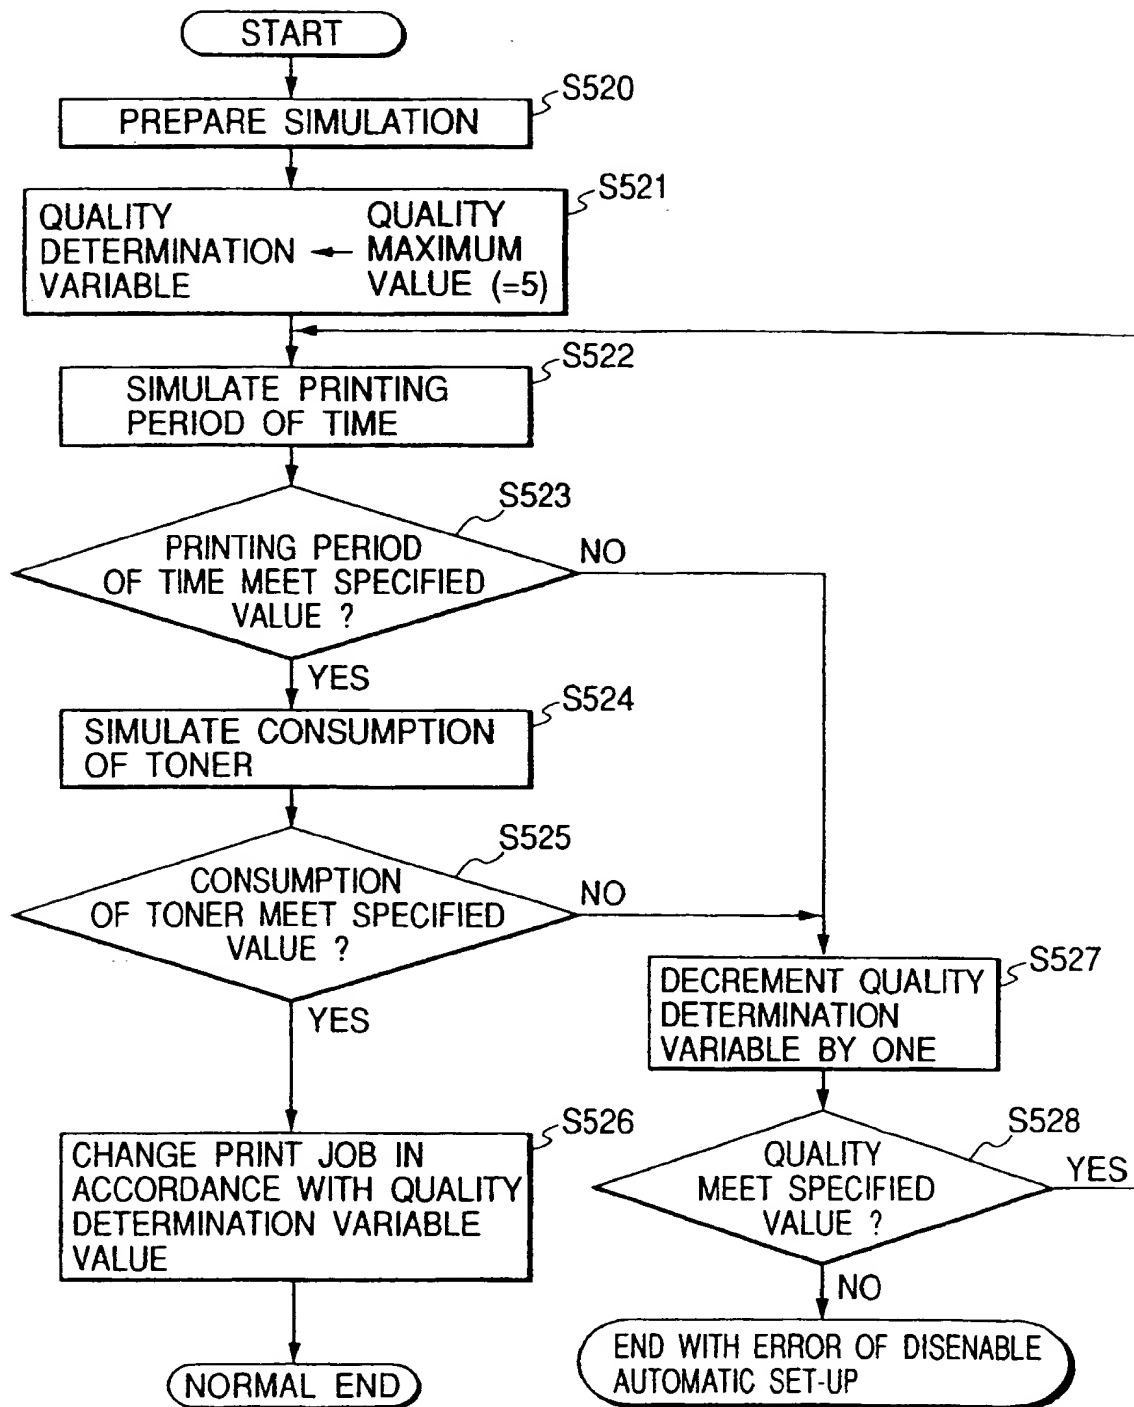 START
S520
PREPARE SIMULATION
S521
QUALITY
DETERMINATION
VARIABLE
QUALITY
MAXIMUM
VALUE (=5)
S522
SIMULATE PRINTING
PERIOD OF TIME
S523
PRINTING PERIOD
OF TIME MEET SPECIFIED
VALUE ?
NO
YES
S524
SIMULATE CONSUMPTION
OF TONER
S525
CONSUMPTION
OF TONER MEET SPECIFIED
VALUE ?
NO
YES
S527
DECREMENT QUALITY
DETERMINATION
VARIABLE BY ONE
S526
CHANGE PRINT JOB IN
ACCORDANCE WITH QUALITY
DETERMINATION VARIABLE
VALUE
S528
QUALITY
MEET SPECIFIED
VALUE ?
YES
NO
NORMAL END
END WITH ERROR OF DISENABLE
AUTOMATIC SET-UP